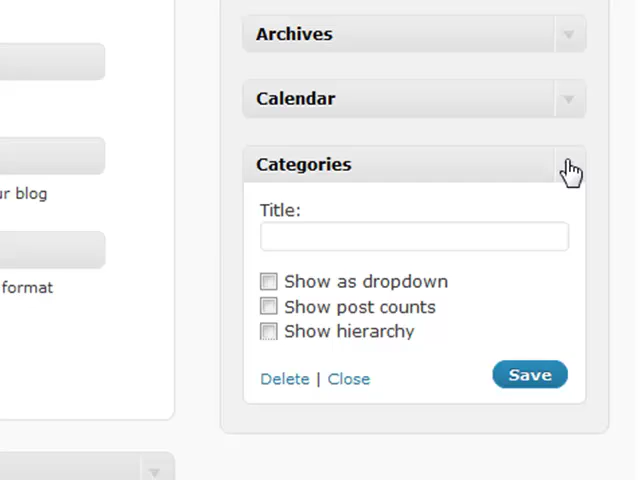 Archives
Calendar
Categories
ur blog
Title:
Show as dropdown
format
Show post counts
Show hierarchy
Delete | Close
Save